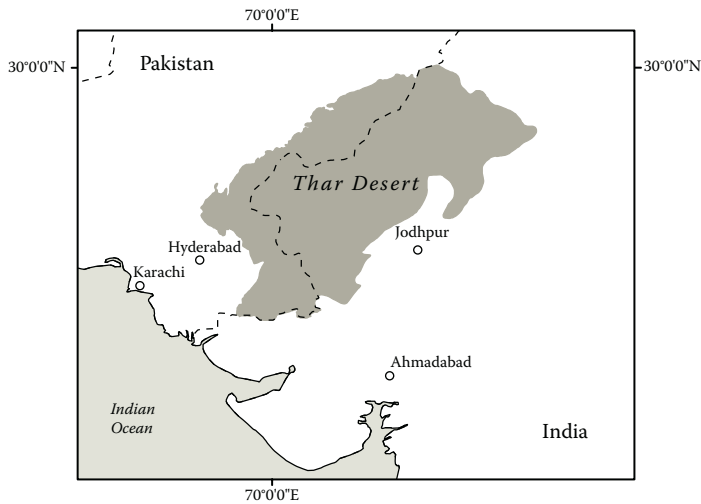 70°0'0"E
30°0'0"N
Pakistan
30°0'0"N
Thar Desert
Jodhpur
Hyderabad
Karachi
Ahmadabad
Indian
Ocean
India
70°0'0"E